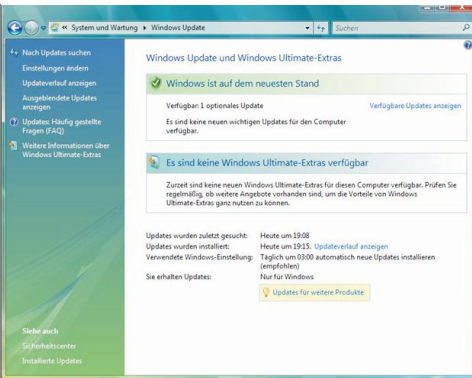 « System und Wartung ▸ Windows Update
Suchen
Nach Updates suchen
Einstellungen ändern
Updateverlauf anzeigen
Ausgeblendete Updates
anzeigen
Updates: Häufig gestellte
Fragen (FAQ)
Weitere Informationen über
Windows Ultimate-Extras
Siehe auch
Sicherheitscenter
Installierte Updates
Windows Update und Windows Ultimate-Extras
Windows ist auf dem neuesten Stand
Verfügbar: 1 optionales Update
Verfügbare Updates anzeigen
Es sind keine neuen wichtigen Updates für den Computer
verfügbar.
Es sind keine Windows Ultimate-Extras verfügbar
Zurzeit sind keine neuen Windows Ultimate-Extras für diesen Computer verfügbar. Prüfen Sie
regelmäßig, ob weitere Angebote vorhanden sind, um die Vorteile von Windows
Ultimate-Extras ganz nutzen zu können.
Updates wurden zuletzt gesucht: Heute um 19:08
Updates wurden installiert: Heute um 19:15. Updateverlauf anzeigen
Verwendete Windows-Einstellung: Täglich um 03:00 automatisch neue Updates installieren
(empfohlen)
Sie erhalten Updates: Nur für Windows
Updates für weitere Produkte